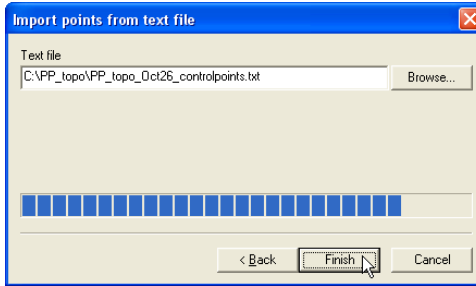 Import points from text file
Text file
C:\PP_topo\PP_topo_Oct26_controlpoints.txt
Browse...
< Back
Finish
Cancel